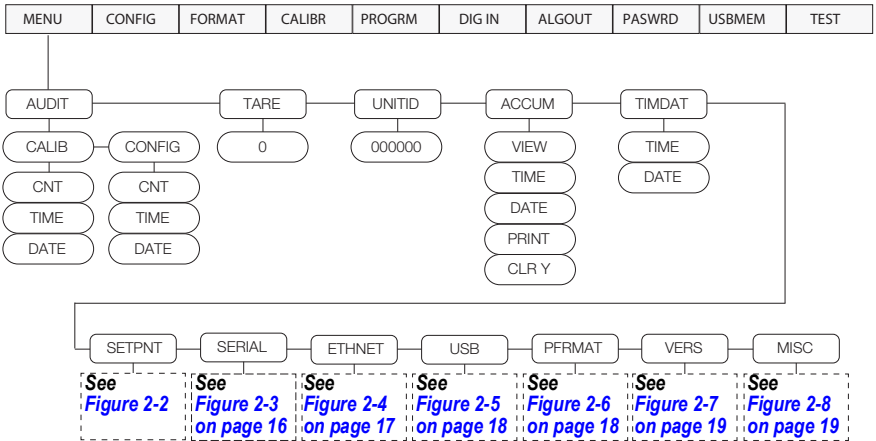 MENU CONFIG FORMAT CALIBR PROGRM DIG IN ALGOUT PASWRD USBMEM TEST
AUDIT TARE UNITID ACCUM TIMDAT
CALIB CONFIG 0 000000 VIEW TIME
CNT CNT TIME DATE
TIME TIME DATE
DATE DATE PRINT
CLR Y
SETPNT SERIAL ETHNET USB PFRMAT VERS MISC
See See See See See See See
Figure 2-2 Figure 2-3 Figure 2-4 Figure 2-5 Figure 2-6 Figure 2-7 Figure 2-8
on page 16 on page 17 on page 18 on page 18 on page 19 on page 19